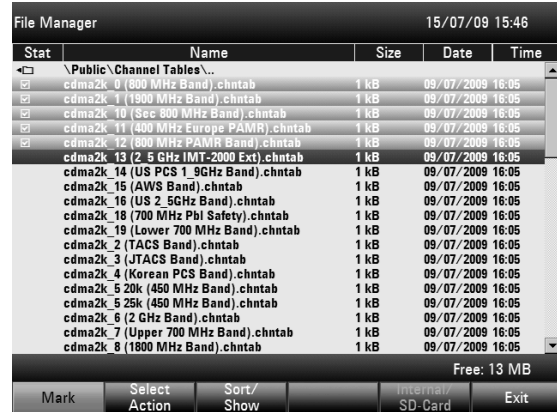 File Manager 15/07/09 15:46
Stat Name Size Date Time
\Public\Channel Tables\..
cdma2k_0 (800 MHz Band).chntab 1 kB 09/07/2009 16:05
cdma2k_1 (1900 MHz Band).chntab 1 kB 09/07/2009 16:05
cdma2k_10 (Sec 800 MHz Band).chntab 1 kB 09/07/2009 16:05
cdma2k_11 (400 MHz Europe PAMR).chntab 1 kB 09/07/2009 16:05
cdma2k_12 (800 MHz PAMR Band).chntab 1 kB 09/07/2009 16:05
cdma2k_13 (2_5 GHz IMT-2000 Ext).chntab 1 kB 09/07/2009 16:05
cdma2k_14 (US PCS 1_9GHz Band).chntab 1 kB 09/07/2009 16:05
cdma2k_15 (AWS Band).chntab 1 kB 09/07/2009 16:05
cdma2k_16 (US 2_5GHz Band).chntab 1 kB 09/07/2009 16:05
cdma2k_18 (700 MHz Pbl Safety).chntab 1 kB 09/07/2009 16:05
cdma2k_19 (Lower 700 MHz Band).chntab 1 kB 09/07/2009 16:05
cdma2k_2 (TACS Band).chntab 1 kB 09/07/2009 16:05
cdma2k_3 (JTACS Band).chntab 1 kB 09/07/2009 16:05
cdma2k_4 (Korean PCS Band).chntab 1 kB 09/07/2009 16:05
cdma2k_5 20k (450 MHz Band).chntab 1 kB 09/07/2009 16:05
cdma2k_5 25k (450 MHz Band).chntab 1 kB 09/07/2009 16:05
cdma2k_6 (2 GHz Band).chntab 1 kB 09/07/2009 16:05
cdma2k_7 (Upper 700 MHz Band).chntab 1 kB 09/07/2009 16:05
cdma2k_8 (1800 MHz Band).chntab 1 kB 09/07/2009 16:05
Free: 13 MB
Mark Select Action Sort/ Show Internal/ SD-Card Exit